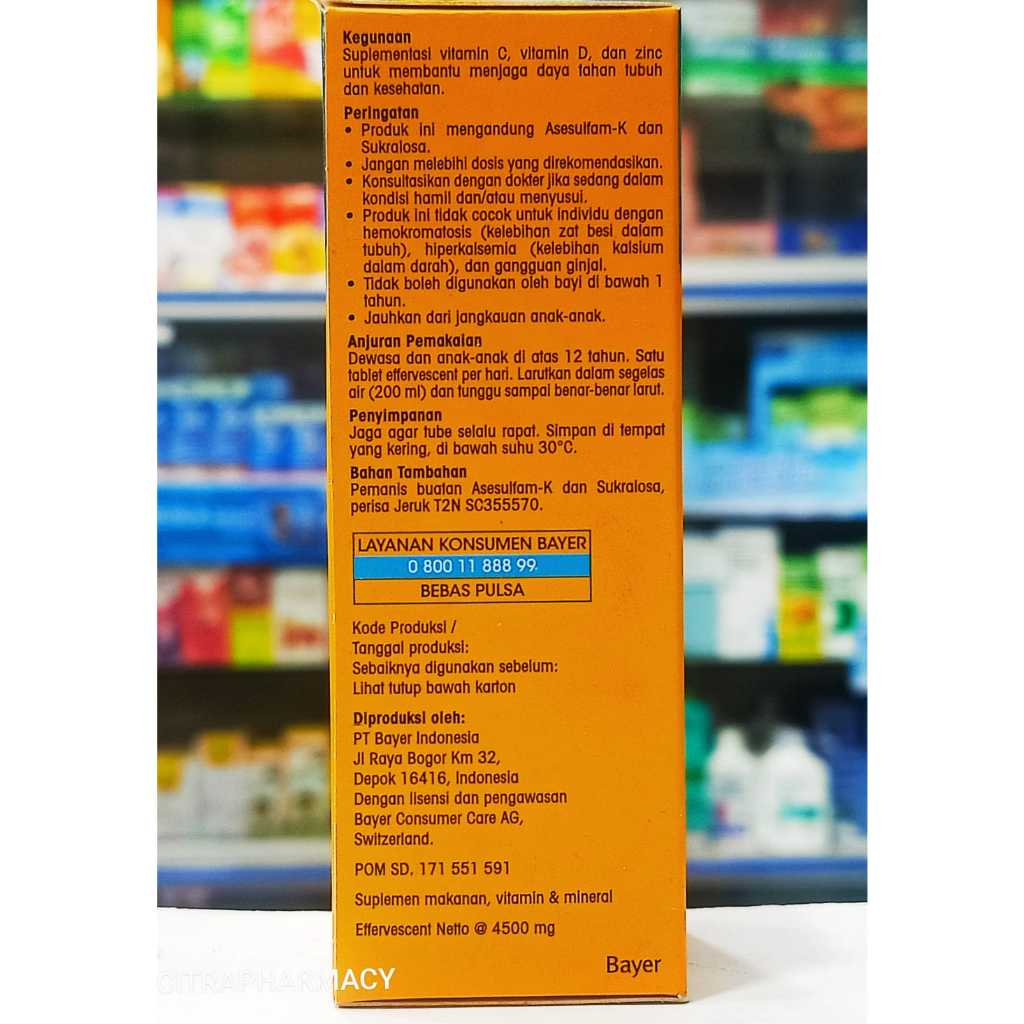 Kegunaan
Suplementasi vitamin C, vitamin D, dan zinc
untuk membantu menjaga daya tahan tubuh
dan kesehatan.
Peringatan
• Produk ini mengandung Asesulfam-K dan
Sukralosa.
• Jangan melebihi dosis yang direkomendasikan.
• Konsultasikan dengan dokter jika sedang dalam
kondisi hamil dan/atau menyusui.
• Produk ini tidak cocok untuk individu dengan
hemokromatosis (kelebihan zat besi dalam
tubuh), hiperkalsemia (kelebihan kalsium
dalam darah), dan gangguan ginjal.
• Tidak boleh digunakan oleh bayi di bawah 1
tahun.
• Jauhkan dari jangkauan anak-anak.
Anjuran Pemakaian
Dewasa dan anak-anak di atas 12 tahun. Satu
tablet effervescent per hari. Larutkan dalam segelas
air (200 ml) dan tunggu sampai benar-benar larut.
Penyimpanan
Jaga agar tube selalu rapat. Simpan di tempat
yang kering, di bawah suhu 30°C.
Bahan Tambahan
Pemanis buatan Asesulfam-K dan Sukralosa,
perisa Jeruk T2N SC355570.
LAYANAN KONSUMEN BAYER
0 800 11 888 99
BEBAS PULSA
Kode Produksi /
Tanggal produksi:
Sebaiknya digunakan sebelum:
Lihat tutup bawah karton
Diproduksi oleh:
PT Bayer Indonesia
Jl Raya Bogor Km 32,
Depok 16416, Indonesia
Dengan lisensi dan pengawasan
Bayer Consumer Care AG,
Switzerland.
POM SD. 171 551 591
Suplemen makanan, vitamin & mineral
Effervescent Netto @ 4500 mg
Bayer
CITRAPHARMACY